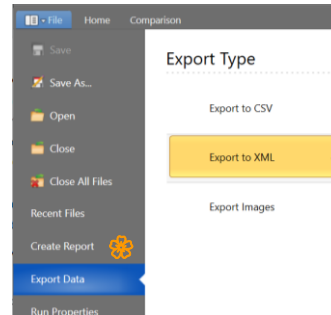 File Home Comparison
Save
Save As...
Open
Close
Close All Files
Recent Files
Create Report
Export Data
Run Properties
Export Type
Export to CSV
Export to XML
Export Images